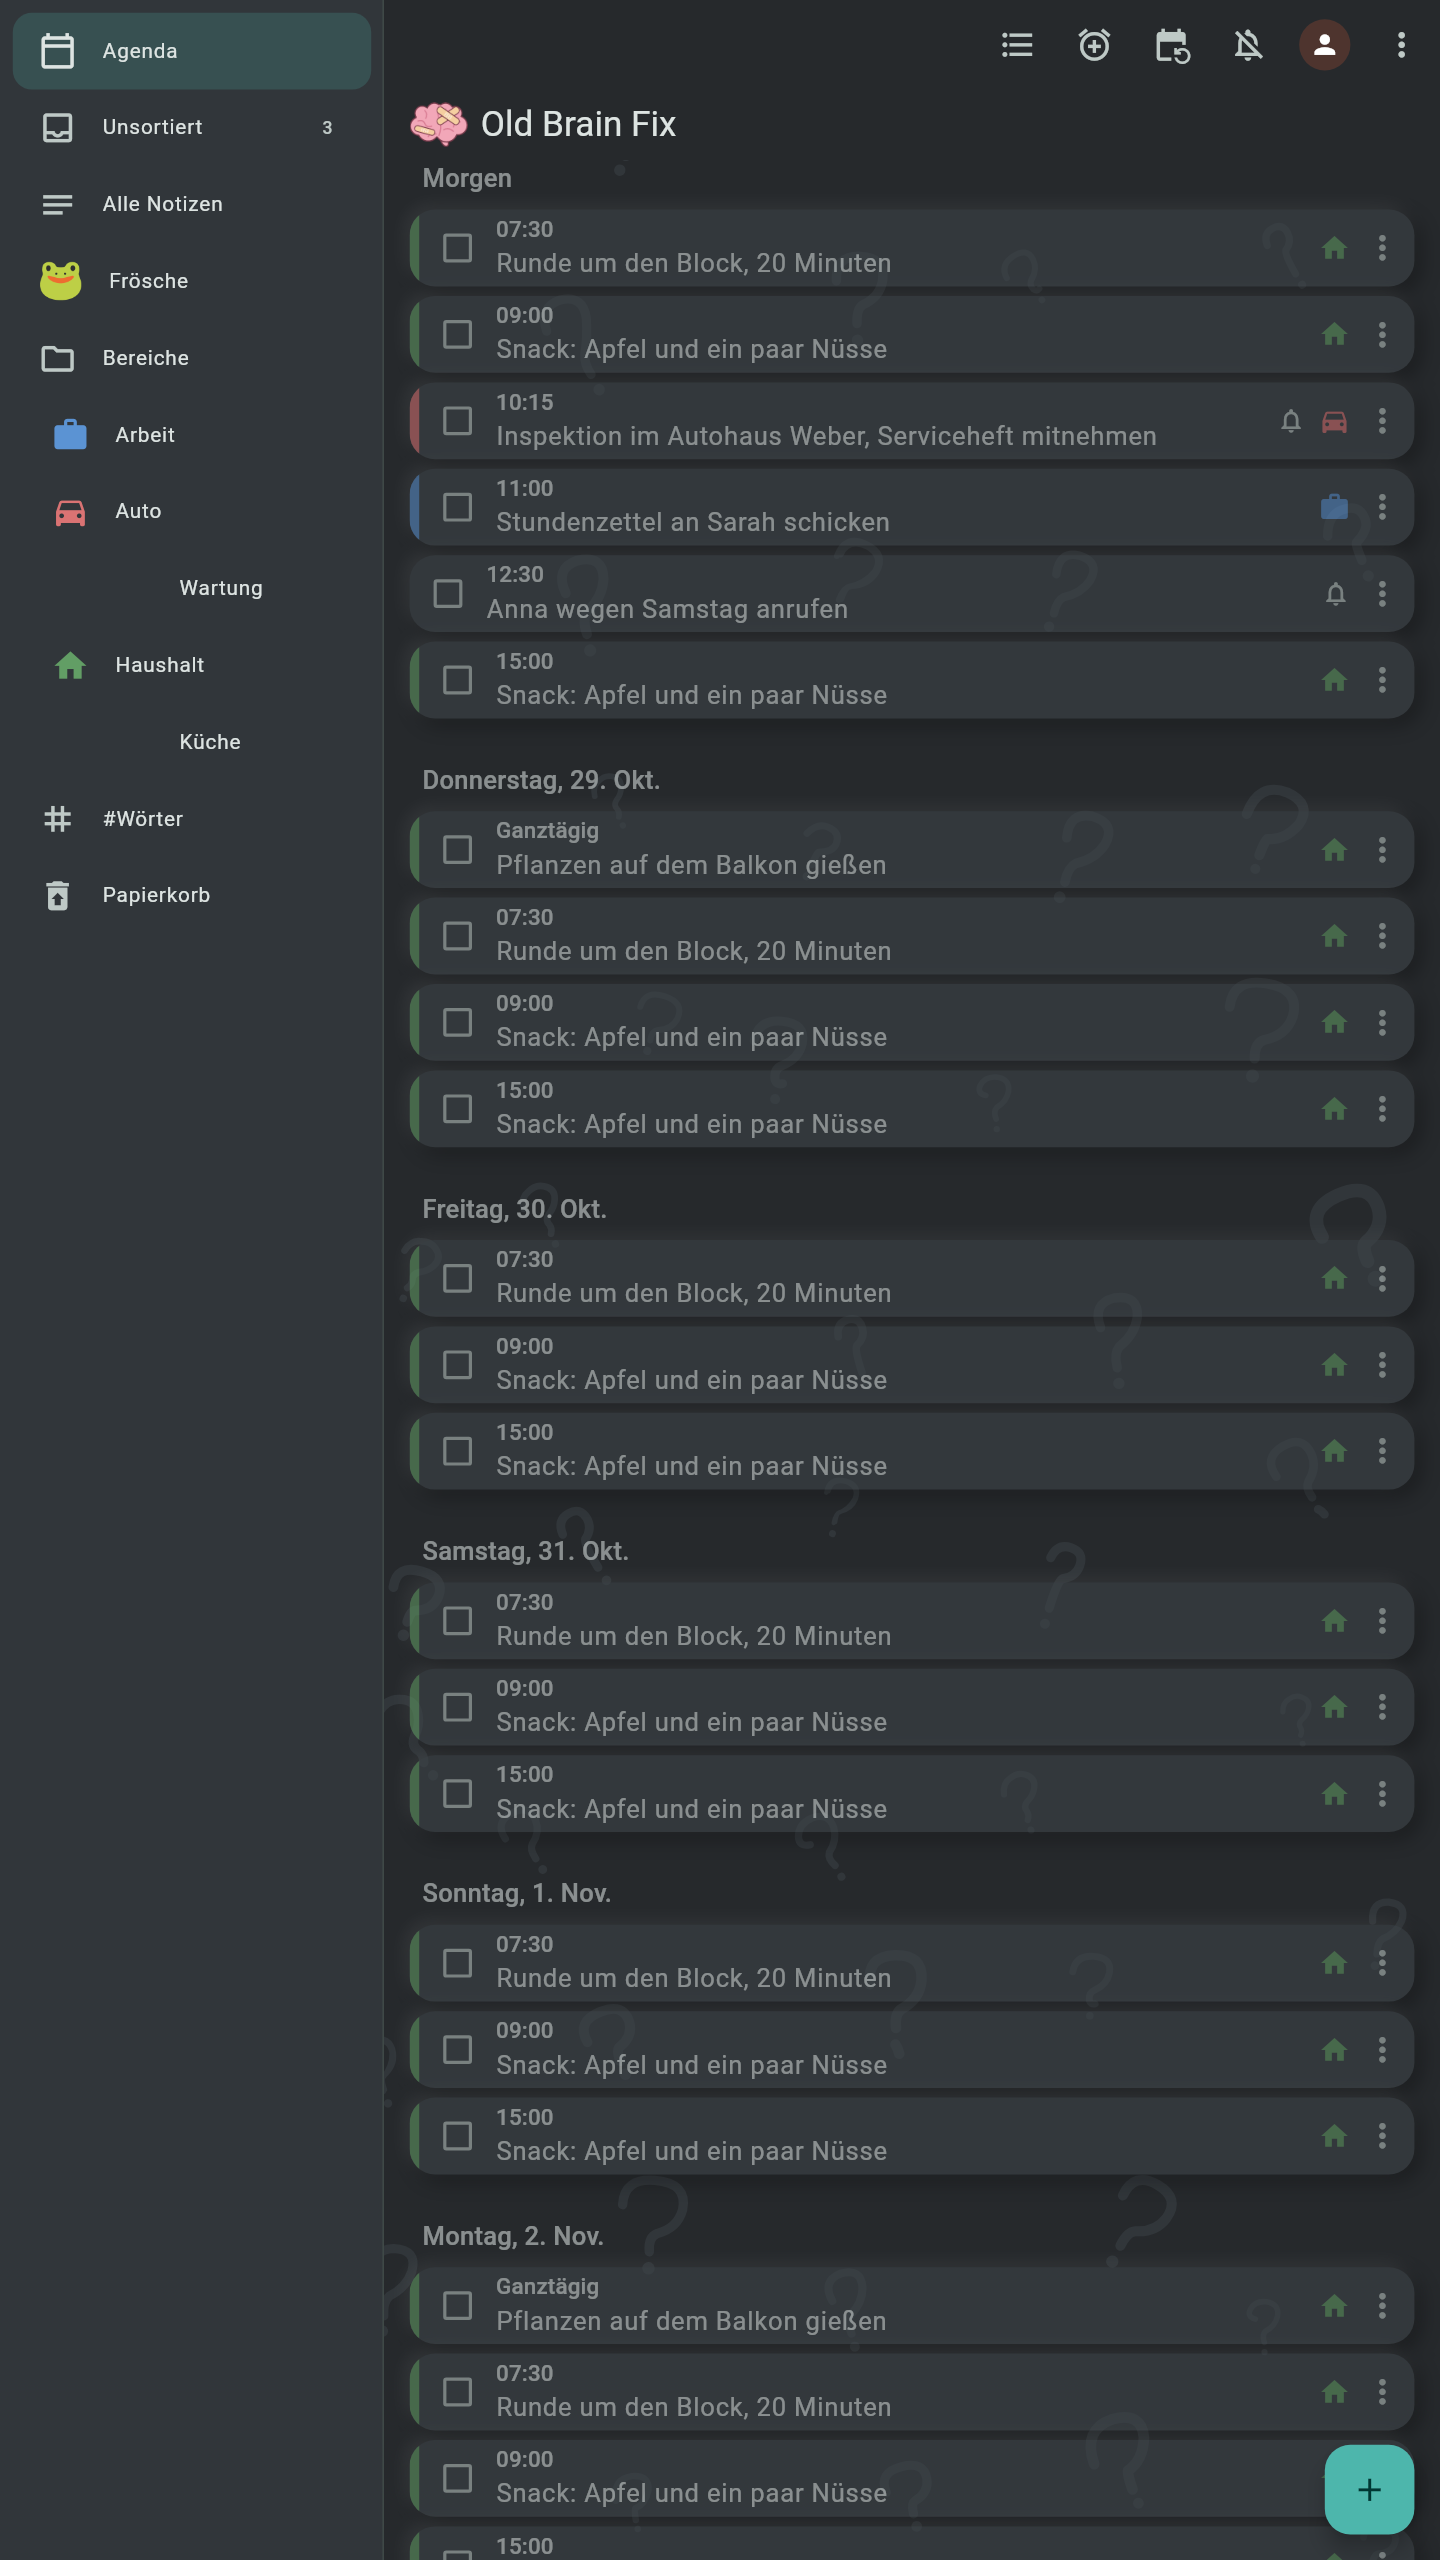 Agenda
Unsortiert 3
Alle Notizen
Frösche
Bereiche
Arbeit
Auto
Wartung
Haushalt
Küche
#Wörter
Papierkorb
Old Brain Fix
Morgen
07:30
Runde um den Block, 20 Minuten
09:00
Snack: Apfel und ein paar Nüsse
10:15
Inspektion im Autohaus Weber, Serviceheft mitnehmen
11:00
Stundenzettel an Sarah schicken
12:30
Anna wegen Samstag anrufen
15:00
Snack: Apfel und ein paar Nüsse
Donnerstag, 29. Okt.
Ganztägig
Pflanzen auf dem Balkon gießen
07:30
Runde um den Block, 20 Minuten
09:00
Snack: Apfel und ein paar Nüsse
15:00
Snack: Apfel und ein paar Nüsse
Freitag, 30. Okt.
07:30
Runde um den Block, 20 Minuten
09:00
Snack: Apfel und ein paar Nüsse
15:00
Snack: Apfel und ein paar Nüsse
Samstag, 31. Okt.
07:30
Runde um den Block, 20 Minuten
09:00
Snack: Apfel und ein paar Nüsse
15:00
Snack: Apfel und ein paar Nüsse
Sonntag, 1. Nov.
07:30
Runde um den Block, 20 Minuten
09:00
Snack: Apfel und ein paar Nüsse
15:00
Snack: Apfel und ein paar Nüsse
Montag, 2. Nov.
Ganztägig
Pflanzen auf dem Balkon gießen
07:30
Runde um den Block, 20 Minuten
09:00
Snack: Apfel und ein paar Nüsse
15:00